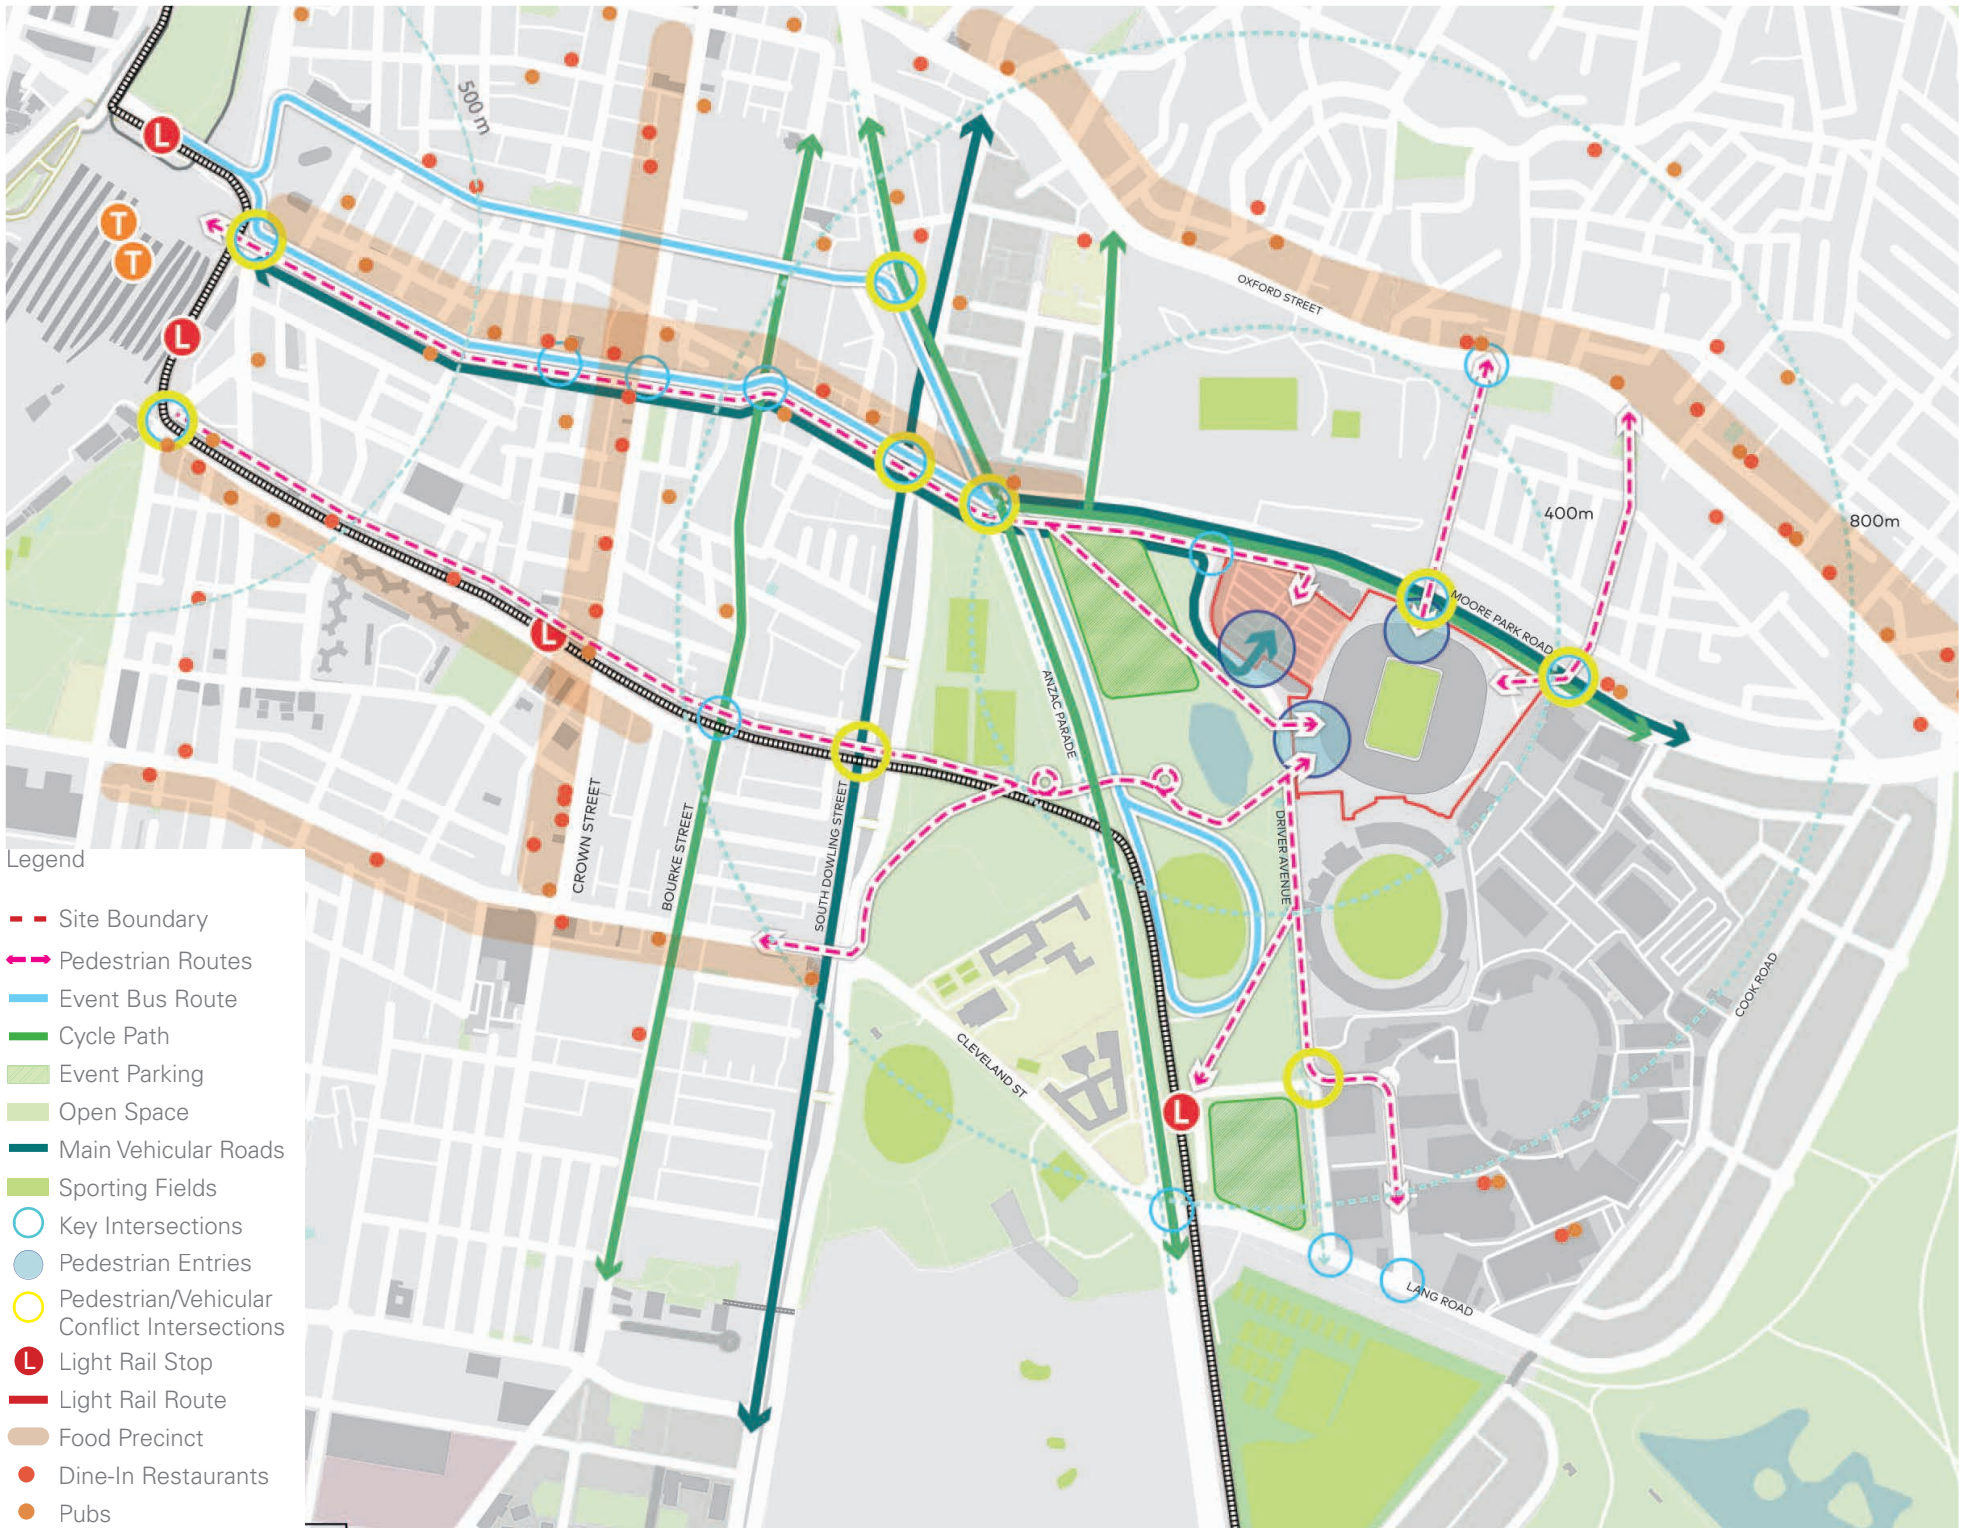 500 m
L
T
T
L
OXFORD STREET
400m
800m
MOORE PARK ROAD
L
ANZAC PARADE
CROWN STREET
BOURKE STREET
SOUTH DOWLING STREET
DRIVER AVENUE
COOK ROAD
CLEVELAND ST
L
LANG ROAD
Legend
Site Boundary
Pedestrian Routes
Event Bus Route
Cycle Path
Event Parking
Open Space
Main Vehicular Roads
Sporting Fields
Key Intersections
Pedestrian Entries
Pedestrian/Vehicular
Conflict Intersections
L Light Rail Stop
Light Rail Route
Food Precinct
Dine-In Restaurants
Pubs